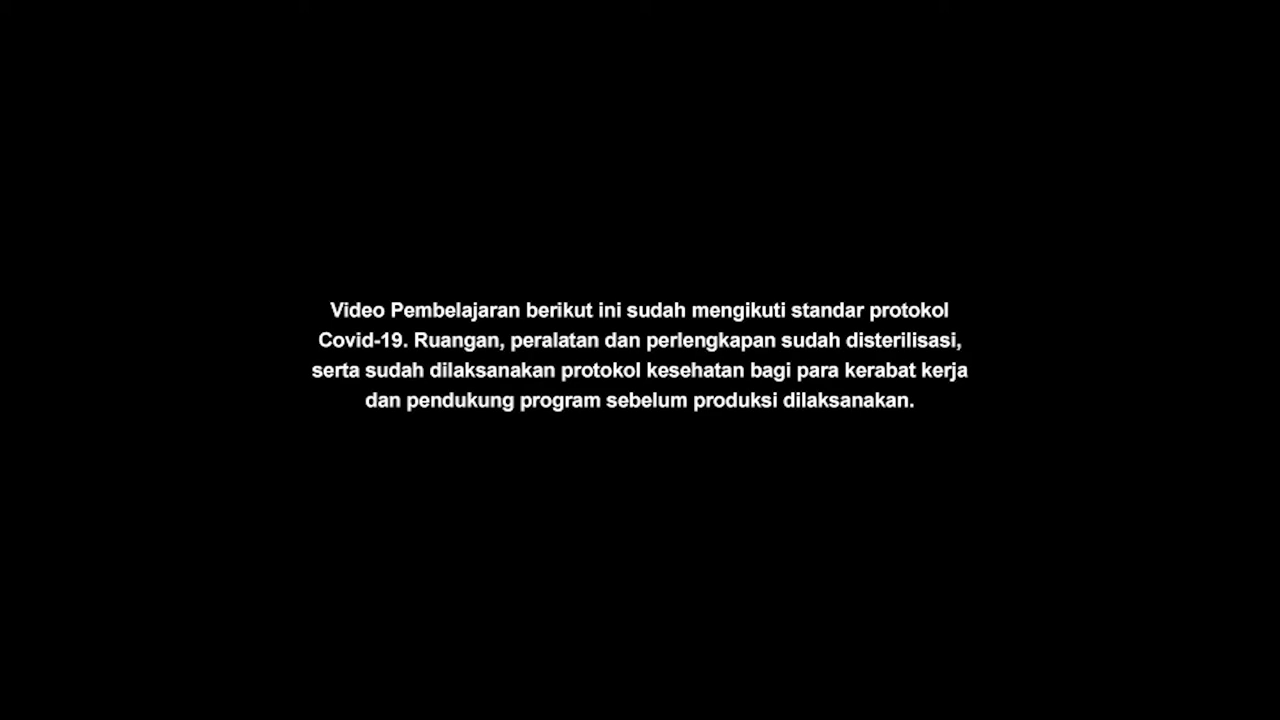 Video Pembelajaran berikut ini sudah mengikuti standar protokol
Covid-19. Ruangan, peralatan dan perlengkapan sudah disterilisasi,
serta sudah dilaksanakan protokol kesehatan bagi para kerabat kerja
dan pendukung program sebelum produksi dilaksanakan.